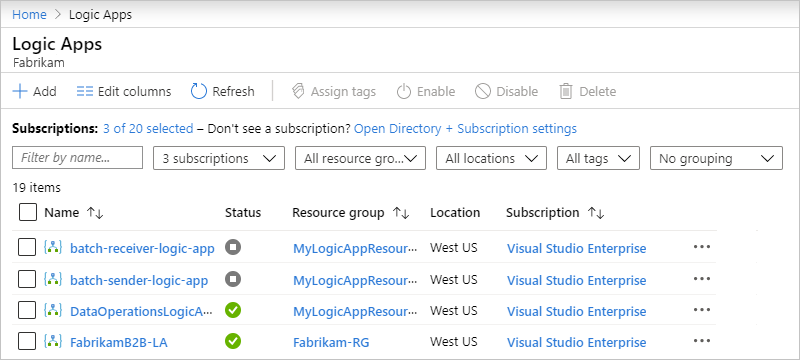 Home > Logic Apps
Logic Apps
Fabrikam
Add Edit columns Refresh Assign tags Enable Disable Delete
Subscriptions: 3 of 20 selected – Don't see a subscription? Open Directory + Subscription settings
Filter by name... 3 subscriptions All resource gro... All locations All tags No grouping
19 items
Name Status Resource group Location Subscription
batch-receiver-logic-app MyLogicAppResour... West US Visual Studio Enterprise ...
batch-sender-logic-app MyLogicAppResour... West US Visual Studio Enterprise ...
DataOperationsLogicA... MyLogicAppResour... West US Visual Studio Enterprise ...
FabrikamB2B-LA Fabrikam-RG West US Visual Studio Enterprise ...